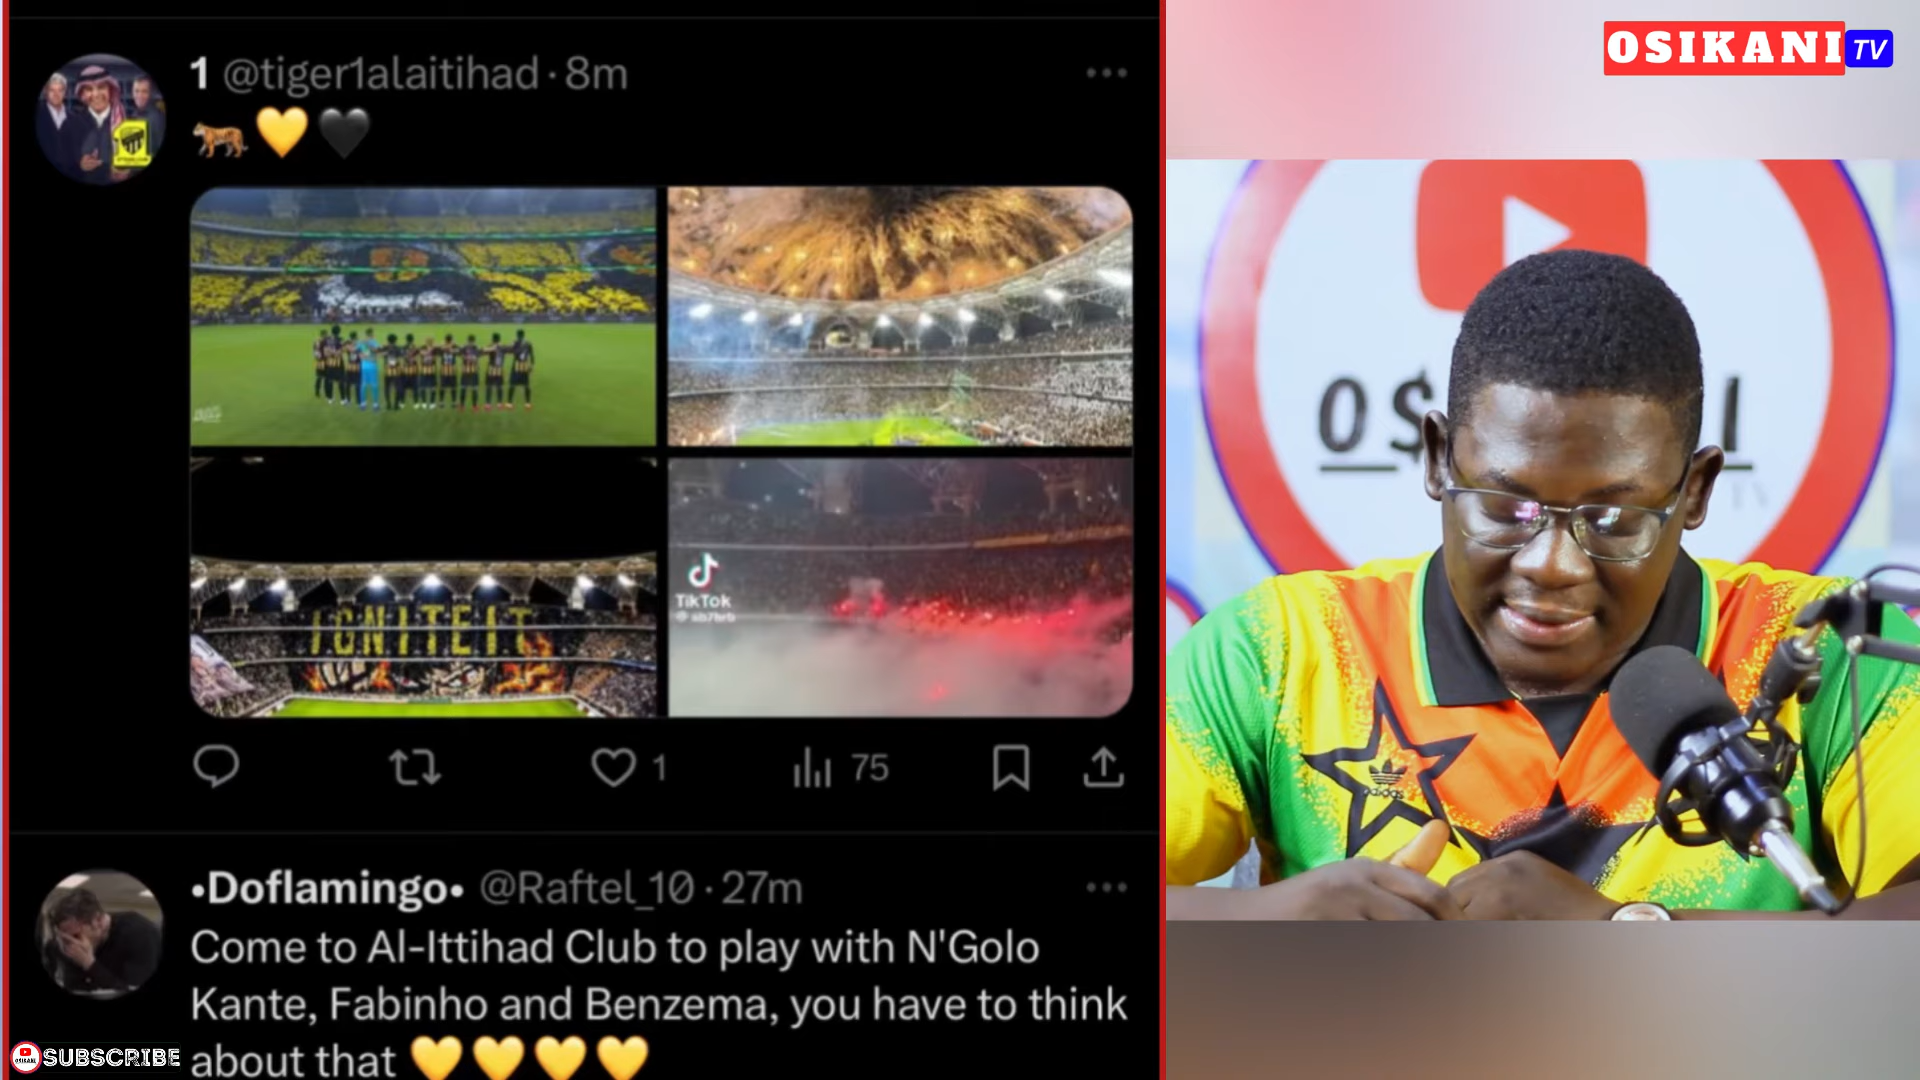 1 @tiger1alaitihad · 8m
🐅💛🖤
IGNITE IT
TikTok
1
75
•Doflamingo• @Raftel_10 · 27m
Come to Al-Ittihad Club to play with N'Golo
Kante, Fabinho and Benzema, you have to think
about that 💛💛💛💛
SUBSCRIBE
OSIKANI TV
O$
I
adidas